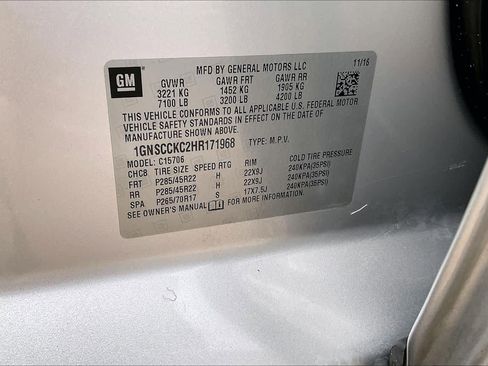 GM
MFD BY GENERAL MOTORS LLC 11/16
GVWR GAWR FRT GAWR RR
3221 KG 1452 KG 1905 KG
7100 LB 3200 LB 4200 LB
THIS VEHICLE CONFORMS TO ALL APPLICABLE U.S. FEDERAL MOTOR
VEHICLE SAFETY STANDARDS IN EFFECT ON THE DATE OF
MANUFACTURE SHOWN ABOVE.
1GNSCCKC2HR171968 TYPE: M.P.V.
MODEL: C15706
CHC8 TIRE SIZE SPEED RTG RIM COLD TIRE PRESSURE
FRT P285/45R22 H 22X9J 240KPA(35PSI)
RR P285/45R22 H 22X9J 240KPA(35PSI)
SPA P265/70R17 S 17X7.5J 240KPA(35PSI)
SEE OWNER'S MANUAL FOR MORE INFORMATION.